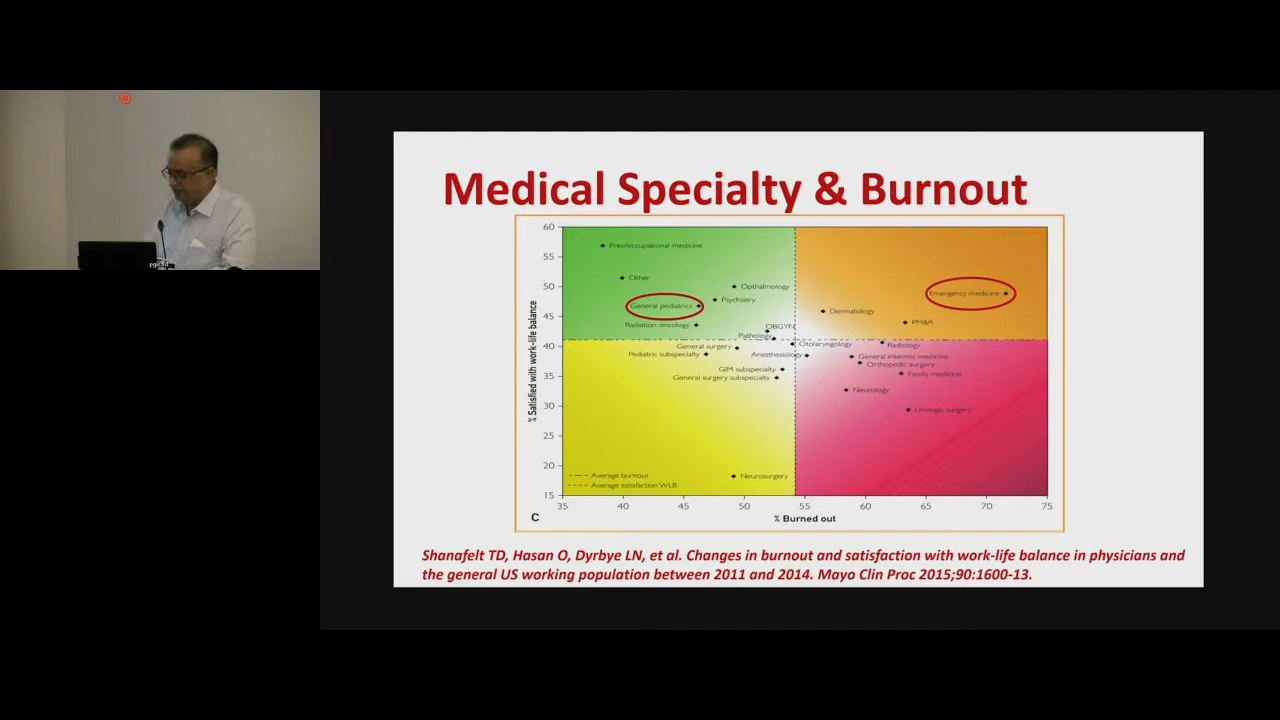 Medical Specialty & Burnout
60
55
50
45
40
35
30
25
20
15
% Satisfied with work-life balance
Prev/occupational medicine
Other
Opthalmology
Psychiatry
General pediatrics
Radiation oncology
OBGYN
Pathology
Emergency medicine
Dermatology
PM&R
General surgery
Pediatric subspecialty
Otolaryngology
Anesthesiology
Radiology
General internal medicine
Orthopedic surgery
GIM subspecialty
General surgery subspecialty
Family medicine
Neurology
Urologic surgery
Neurosurgery
Average burnout
Average satisfaction WLB
35 40 45 50 55 60 65 70 75
C
% Burned out
Shanafelt TD, Hasan O, Dyrbye LN, et al. Changes in burnout and satisfaction with work-life balance in physicians and
the general US working population between 2011 and 2014. Mayo Clin Proc 2015;90:1600-13.